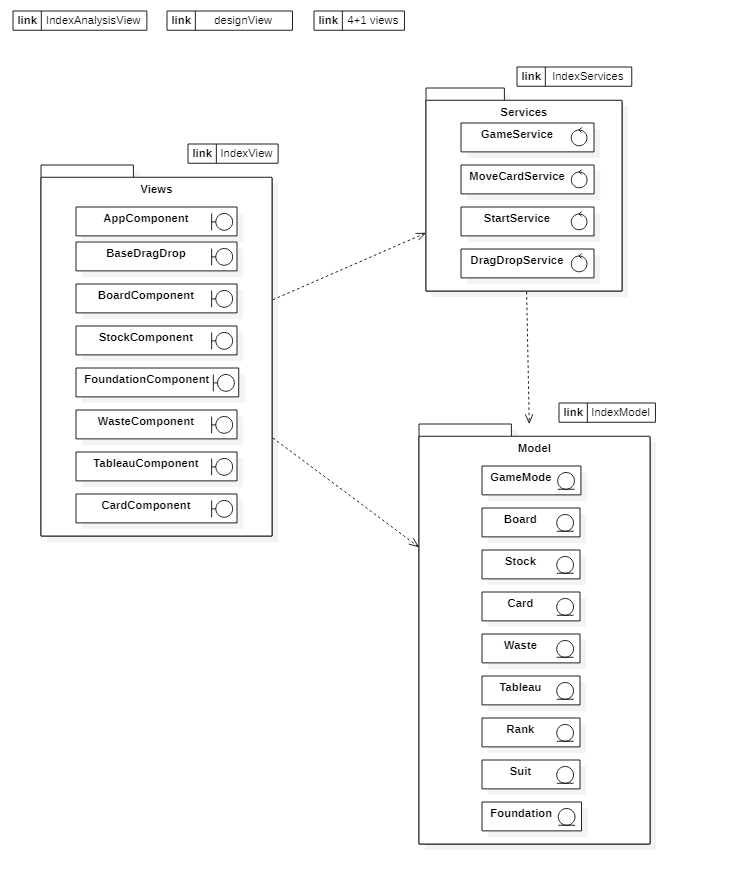 link IndexAnalysisView
link designView
link 4+1 views
link IndexServices
Services
GameService
MoveCardService
StartService
DragDropService
link IndexView
Views
AppComponent
BaseDragDrop
BoardComponent
StockComponent
FoundationComponent
WasteComponent
TableauComponent
CardComponent
link IndexModel
Model
GameMode
Board
Stock
Card
Waste
Tableau
Rank
Suit
Foundation